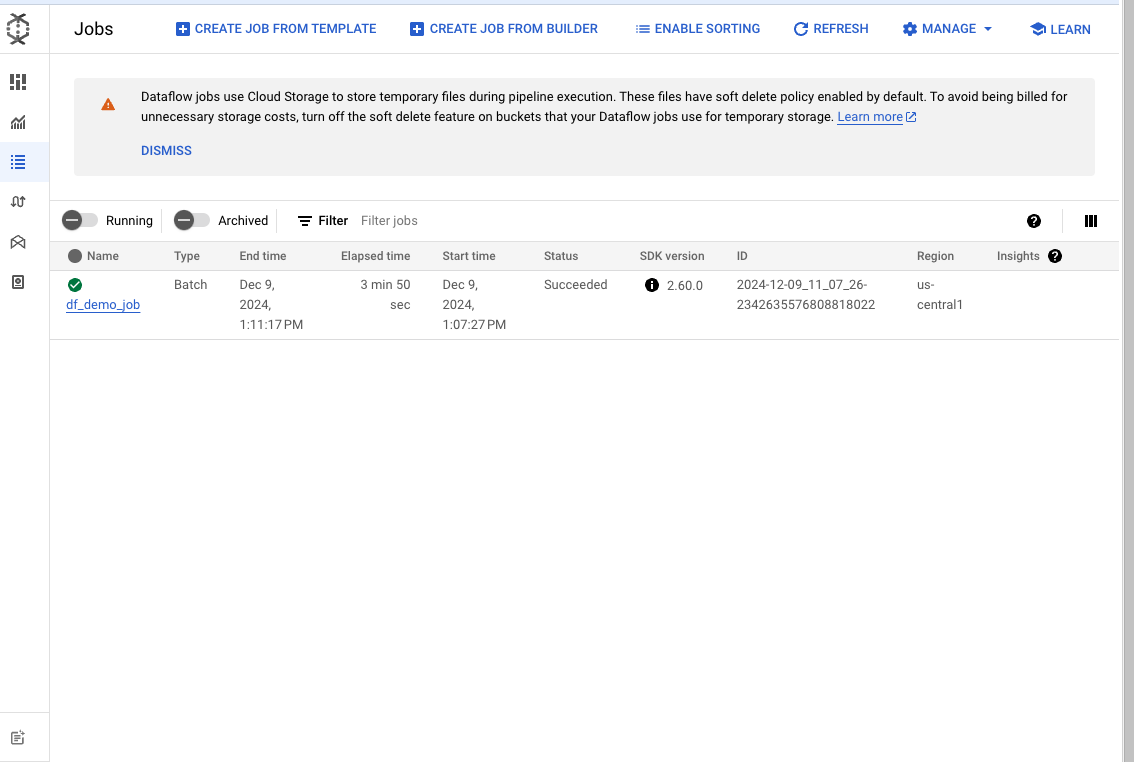 Jobs
CREATE JOB FROM TEMPLATE
CREATE JOB FROM BUILDER
ENABLE SORTING
REFRESH
MANAGE
LEARN
Dataflow jobs use Cloud Storage to store temporary files during pipeline execution. These files have soft delete policy enabled by default. To avoid being billed for
unnecessary storage costs, turn off the soft delete feature on buckets that your Dataflow jobs use for temporary storage. Learn more
DISMISS
Running
Archived
Filter
Filter jobs
Name
Type
End time
Elapsed time
Start time
Status
SDK version
ID
Region
Insights
df_demo_job
Batch
Dec 9,
2024,
1:11:17 PM
3 min 50
sec
Dec 9,
2024,
1:07:27 PM
Succeeded
2.60.0
2024-12-09_11_07_26-
2342635576808818022
us-
central1